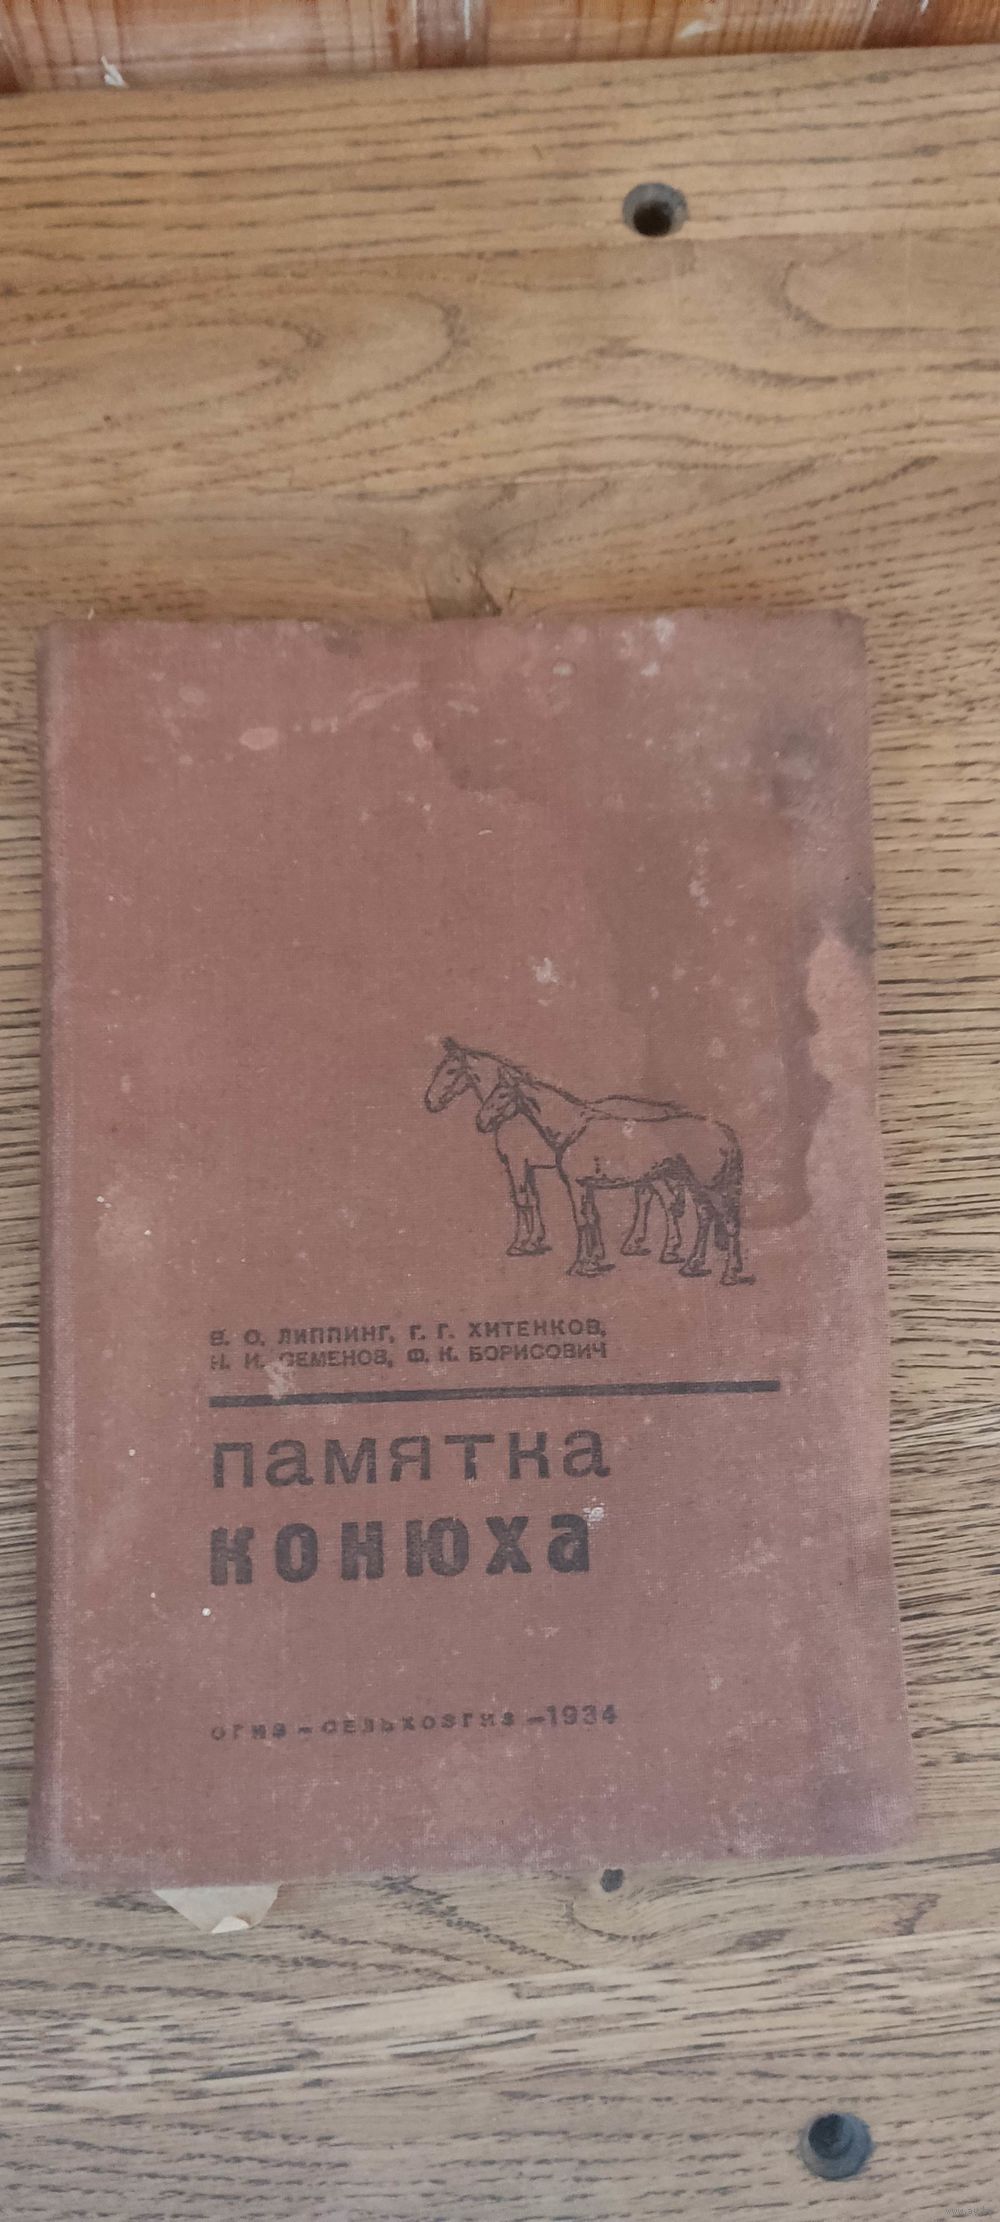 В. О. ЛИППИНГ, Г. Г. ХИТЕНКОВ,
Н. И. СЕМЕНОВ, Ф. К. БОРИСОВИЧ
памятка
конюха
огиз – сельхозгиз – 1934